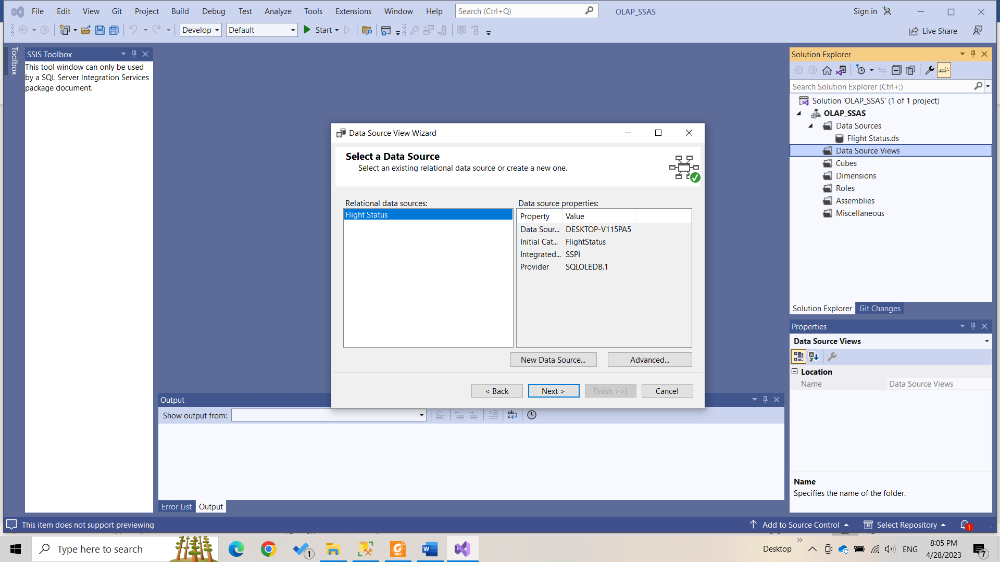 File Edit View Git Project Build Debug Test Analyze Tools Extensions Window Help Search (Ctrl+Q) OLAP_SSAS Sign in
Develop Default Start Live Share
Toolbox
SSIS Toolbox
This tool window can only be used
by a SQL Server Integration Services
package document.
Data Source View Wizard
Select a Data Source
Select an existing relational data source or create a new one.
Relational data sources:
Flight Status
Data source properties:
Property Value
Data Sour... DESKTOP-V115PA5
Initial Cat... FlightStatus
Integrated... SSPI
Provider SQLOLEDB.1
New Data Source... Advanced...
< Back Next > Finish >>| Cancel
Output
Show output from:
Error List Output
Solution Explorer
Search Solution Explorer (Ctrl+;)
Solution 'OLAP_SSAS' (1 of 1 project)
OLAP_SSAS
Data Sources
Flight Status.ds
Data Source Views
Cubes
Dimensions
Roles
Assemblies
Miscellaneous
Solution Explorer Git Changes
Properties
Data Source Views
Location
Name Data Source Views
Name
Specifies the name of the folder.
This item does not support previewing Add to Source Control Select Repository 1
Type here to search 1 PDF Desktop ENG
8:05 PM
4/28/2023
7